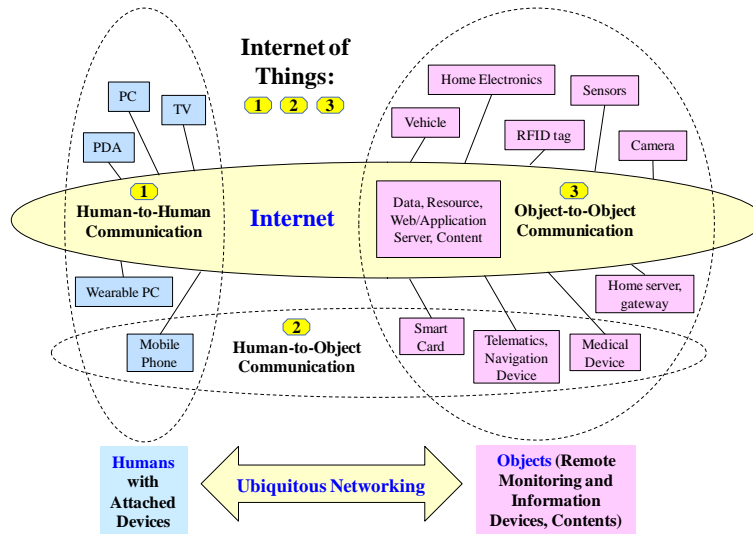 Internet of
Things:
1 2 3
PC
TV
PDA
Home Electronics
Sensors
Vehicle
RFID tag
Camera
1
Human-to-Human
Communication
Internet
Data, Resource,
Web/Application
Server, Content
3
Object-to-Object
Communication
Wearable PC
Mobile
Phone
2
Human-to-Object
Communication
Smart
Card
Telematics,
Navigation
Device
Medical
Device
Home server,
gateway
Humans
with
Attached
Devices
Ubiquitous Networking
Objects (Remote
Monitoring and
Information
Devices, Contents)